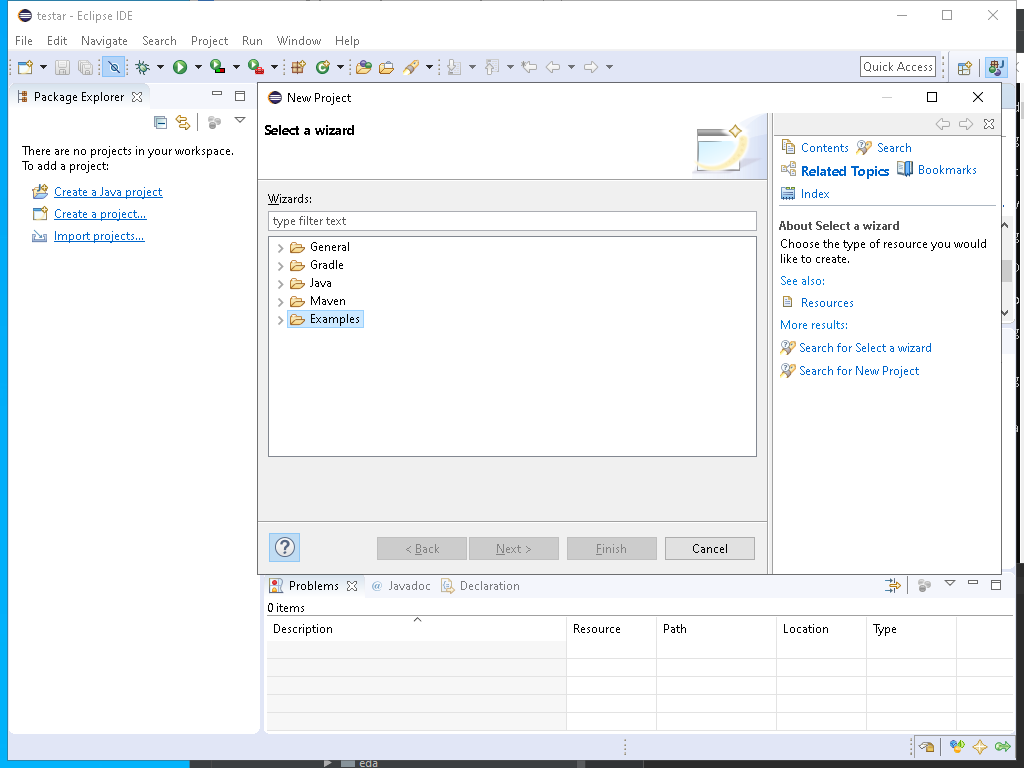 testar - Eclipse IDE
File Edit Navigate Search Project Run Window Help
Quick Access
Package Explorer
There are no projects in your workspace.
To add a project:
Create a Java project
Create a project...
Import projects...
New Project
Select a wizard
Wizards:
type filter text
General
Gradle
Java
Maven
Examples
< Back Next > Finish Cancel
Contents Search
Related Topics Bookmarks
Index
About Select a wizard
Choose the type of resource you would
like to create.
See also:
Resources
More results:
Search for Select a wizard
Search for New Project
Problems @ Javadoc Declaration
0 items
Description Resource Path Location Type
eda